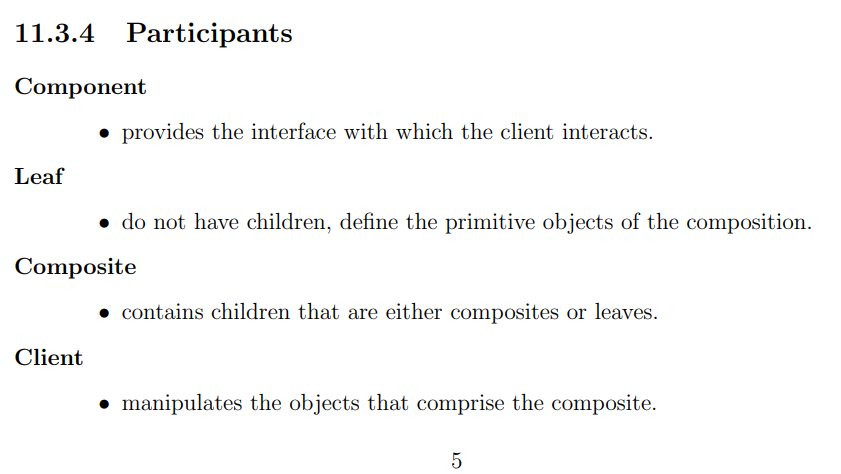 11.3.4 Participants
Component
• provides the interface with which the client interacts.
Leaf
• do not have children, define the primitive objects of the composition.
Composite
• contains children that are either composites or leaves.
Client
• manipulates the objects that comprise the composite.
5